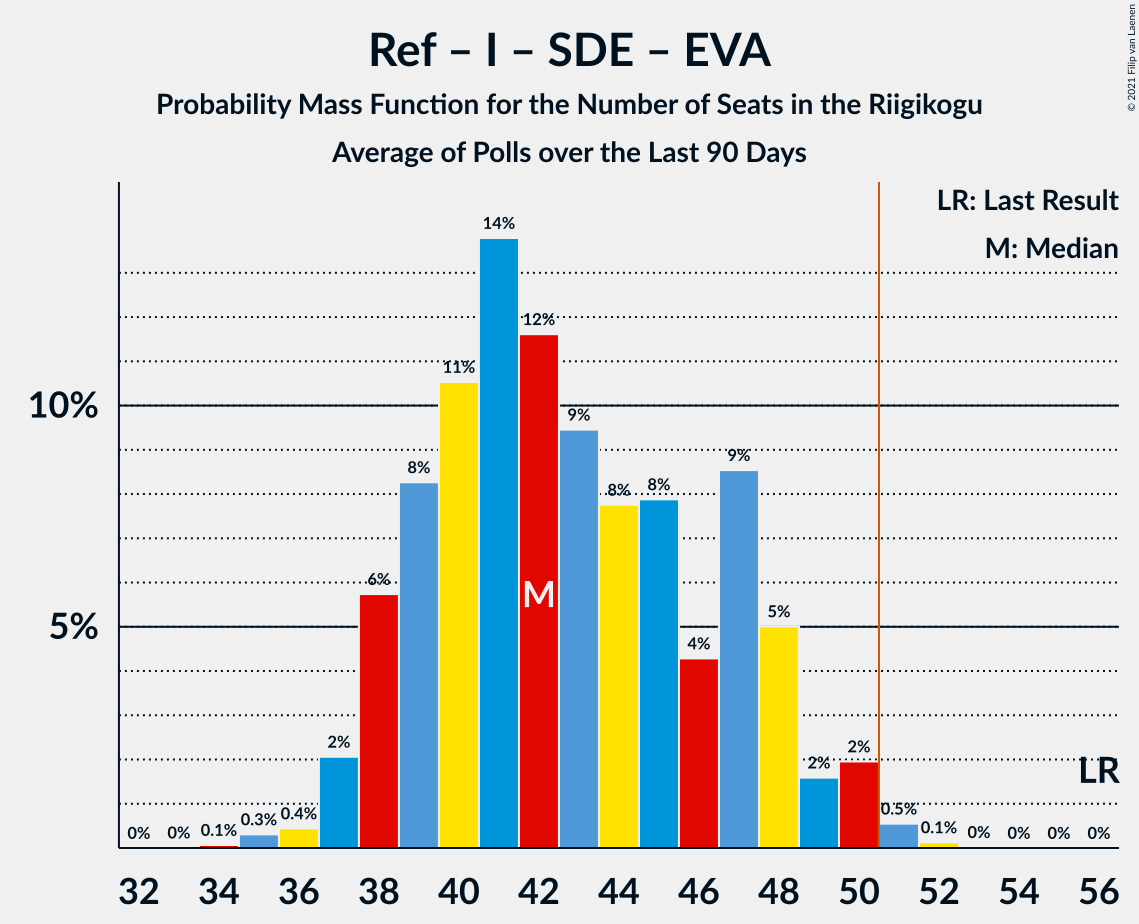 Ref – I – SDE – EVA
Probability Mass Function for the Number of Seats in the Riigikogu
Average of Polls over the Last 90 Days
© 2021 Filip van Laenen
LR: Last Result
M: Median
10%
5%
0% 0% 0.1% 0.3% 0.4% 2% 6% 8% 11% 14% 12% 9% 8% 8% 4% 9% 5% 2% 2% 0.5% 0.1% 0% 0% 0% 0%
M
LR
32 34 36 38 40 42 44 46 48 50 52 54 56